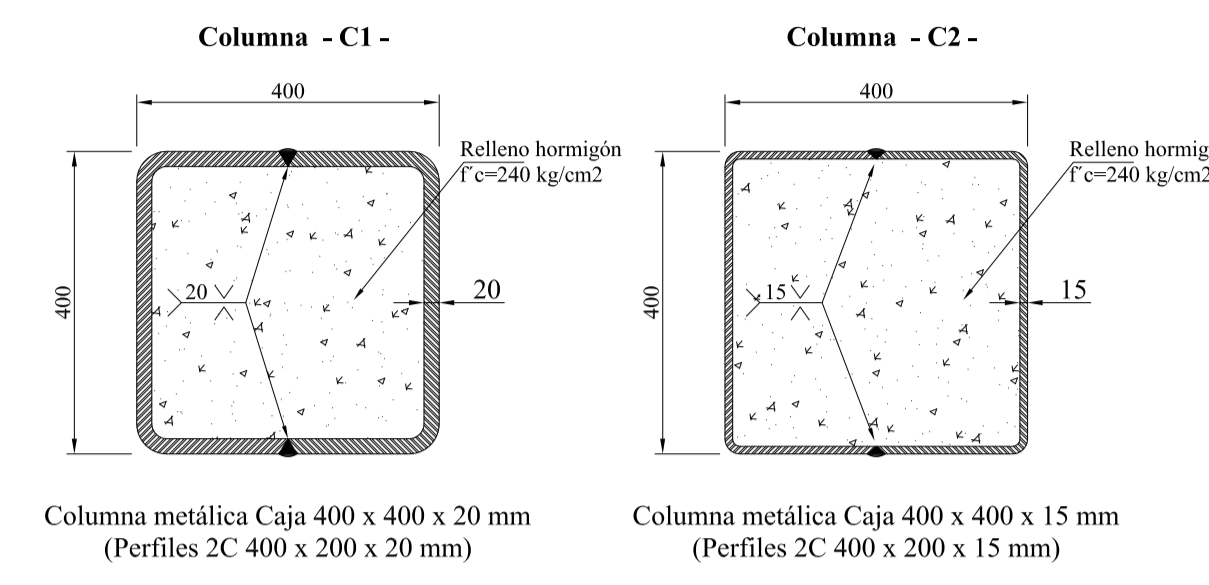 Columna - C1 -
400
400
Relleno hormigón
f´c=240 kg/cm2
20
20
Columna metálica Caja 400 x 400 x 20 mm
(Perfiles 2C 400 x 200 x 20 mm)
Columna - C2 -
400
400
Relleno hormig
f´c=240 kg/cm2
15
15
Columna metálica Caja 400 x 400 x 15 mm
(Perfiles 2C 400 x 200 x 15 mm)